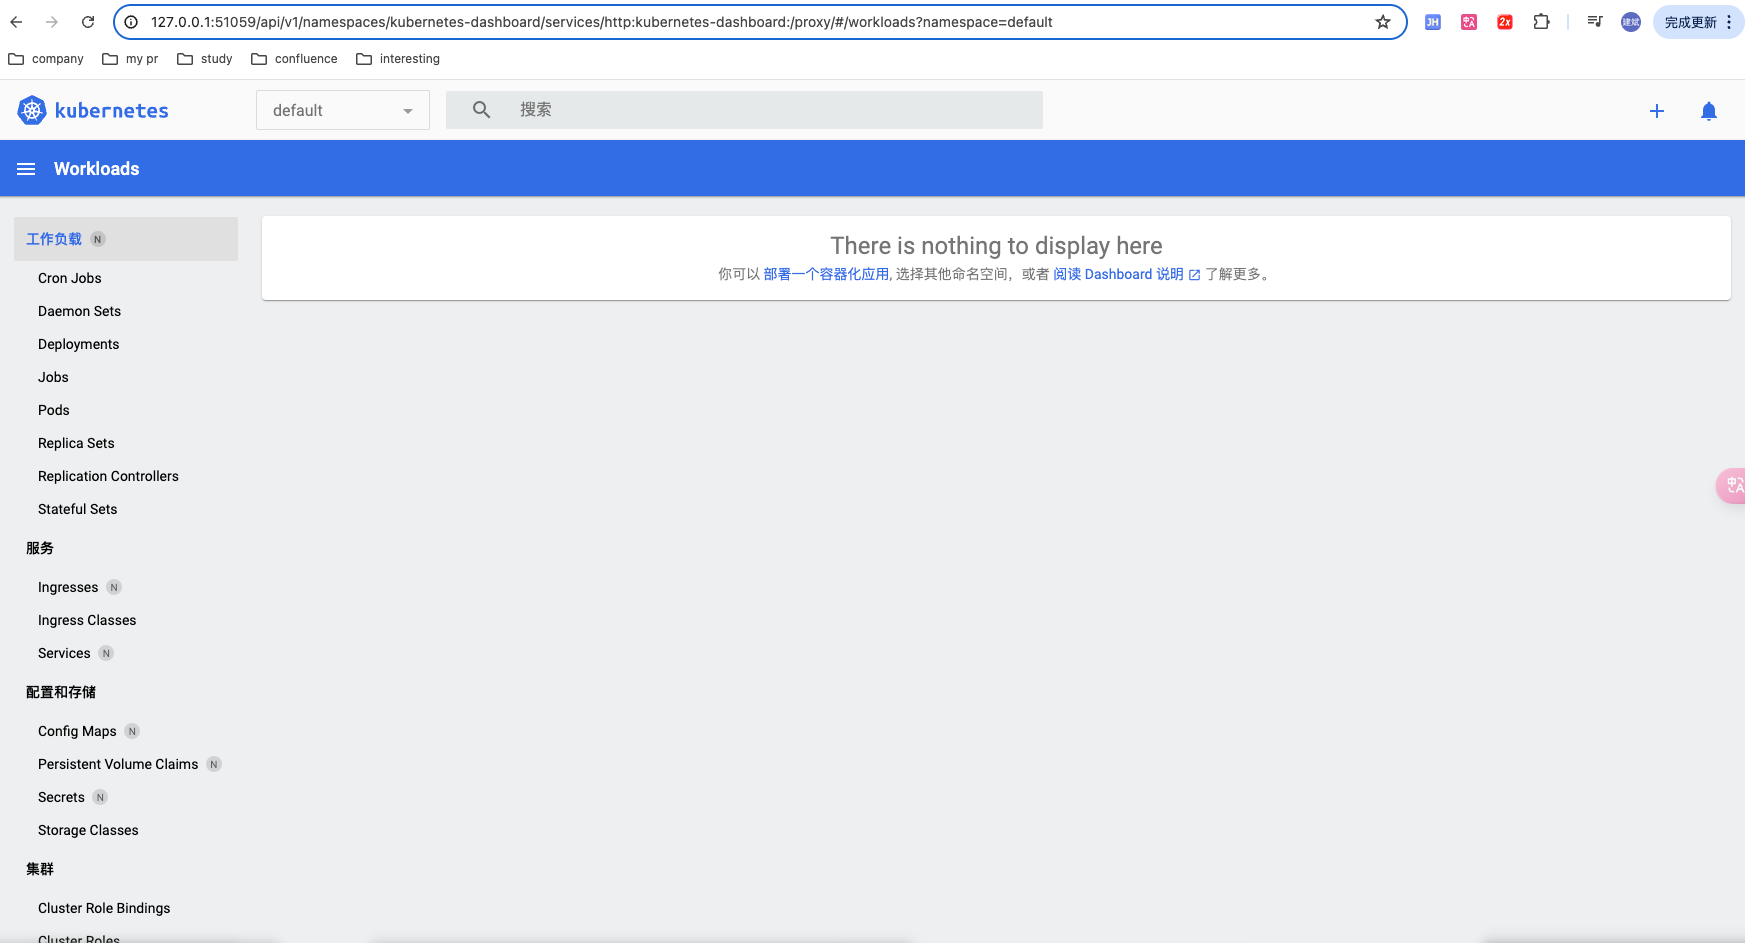 127.0.0.1:51059/api/v1/namespaces/kubernetes-dashboard/services/http:kubernetes-dashboard:/proxy/#/workloads?namespace=default
JH
中A
2x
建斌
完成更新
company
my pr
study
confluence
interesting
kubernetes
default
搜索
Workloads
工作负载 N
There is nothing to display here
你可以 部署一个容器化应用, 选择其他命名空间，或者 阅读 Dashboard 说明 了解更多。
Cron Jobs
Daemon Sets
Deployments
Jobs
Pods
Replica Sets
Replication Controllers
Stateful Sets
中A
服务
Ingresses N
Ingress Classes
Services N
配置和存储
Config Maps N
Persistent Volume Claims N
Secrets N
Storage Classes
集群
Cluster Role Bindings
Cluster Roles